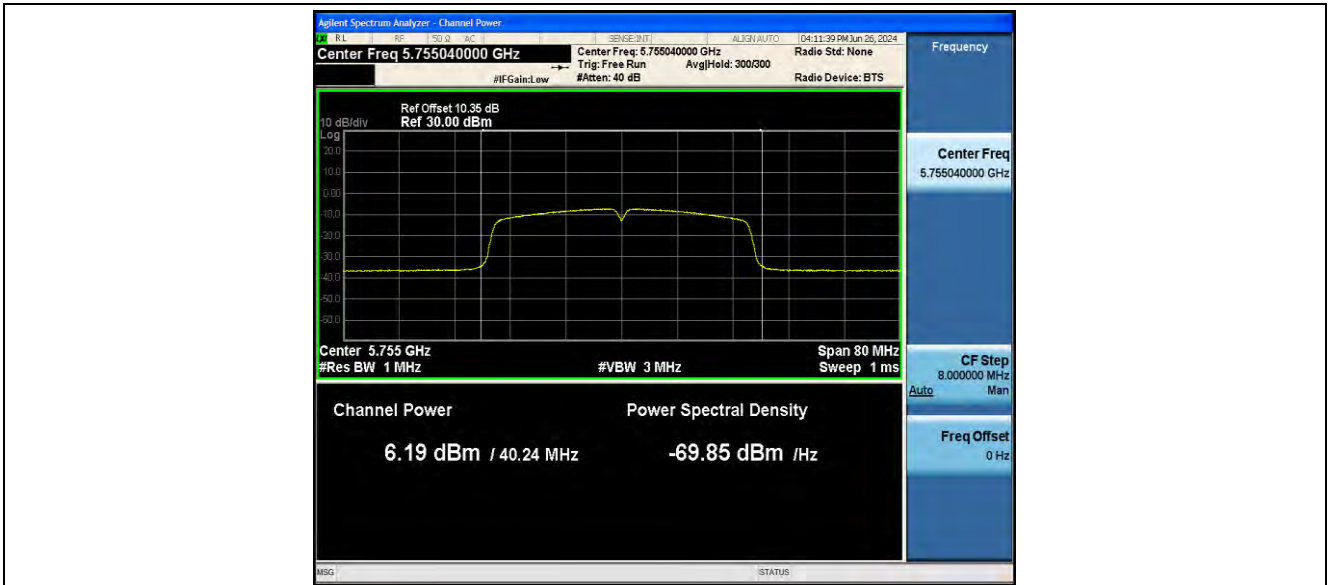 Agilent Spectrum Analyzer - Channel Power
RL RF 50 Ω AC SENSE:INT ALIGN AUTO 04:11:39 PM Jun 26, 2024
Center Freq 5.755040000 GHz
Center Freq: 5.755040000 GHz
Radio Std: None
Trig: Free Run Avg|Hold: 300/300
#IFGain:Low
#Atten: 40 dB
Radio Device: BTS
Ref Offset 10.35 dB
10 dB/div Ref 30.00 dBm
Log
20.0
10.0
0.00
-10.0
-20.0
-30.0
-40.0
-50.0
-60.0
Center 5.755 GHz Span 80 MHz
#Res BW 1 MHz #VBW 3 MHz Sweep 1 ms
Channel Power Power Spectral Density
6.19 dBm / 40.24 MHz -69.85 dBm /Hz
MSG STATUS
Frequency
Center Freq
5.755040000 GHz
CF Step
8.000000 MHz
Auto Man
Freq Offset
0 Hz